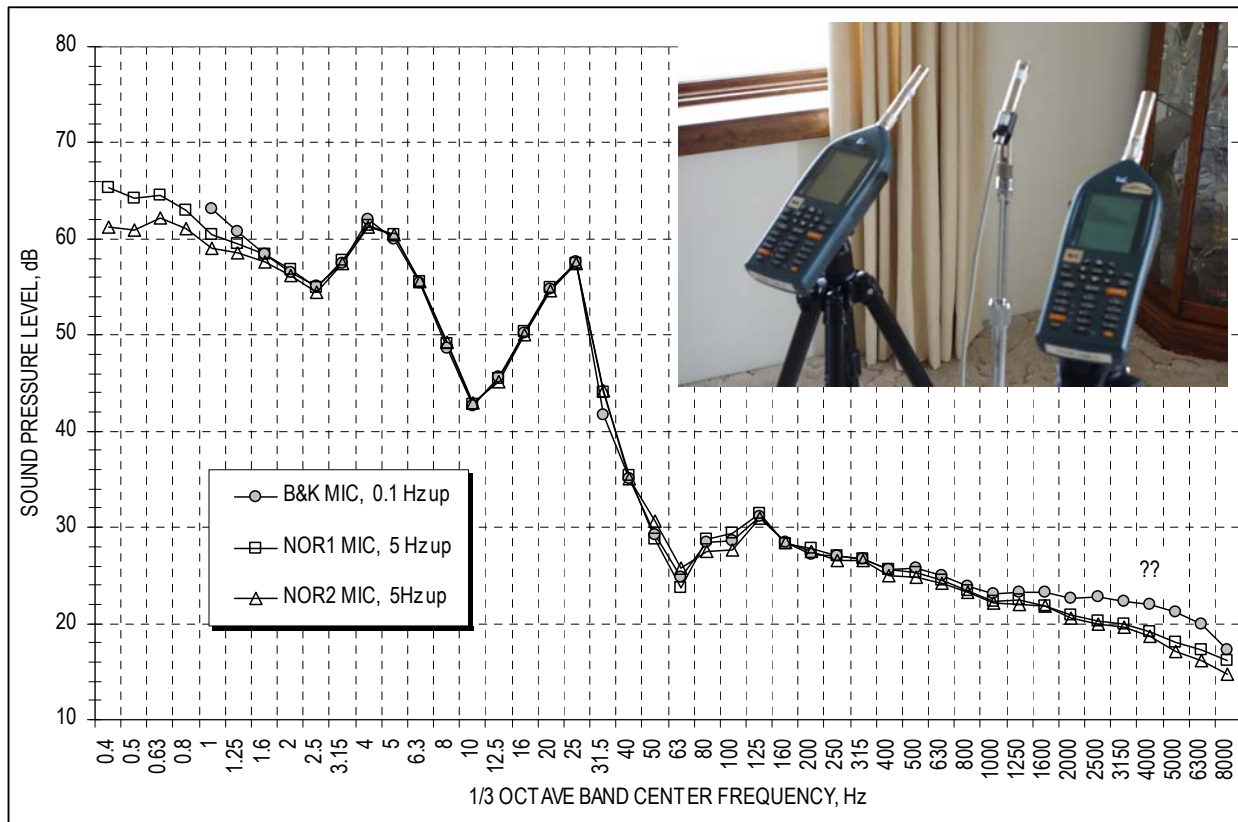 80
70
60
50
40
30
20
10
SOUND PRESSURE LEVEL, dB
B&K MIC, 0.1 Hz up
NOR1 MIC, 5 Hz up
NOR2 MIC, 5Hz up
??
0.4 0.5 0.63 0.8 1 1.25 1.6 2 2.5 3.15 4 5 6.3 8 10 12.5 16 20 25 31.5 40 50 63 80 100 125 160 200 250 315 400 500 630 800 1000 1250 1600 2000 2500 3150 4000 5000 6300 8000
1/3 OCTAVE BAND CENTER FREQUENCY, Hz